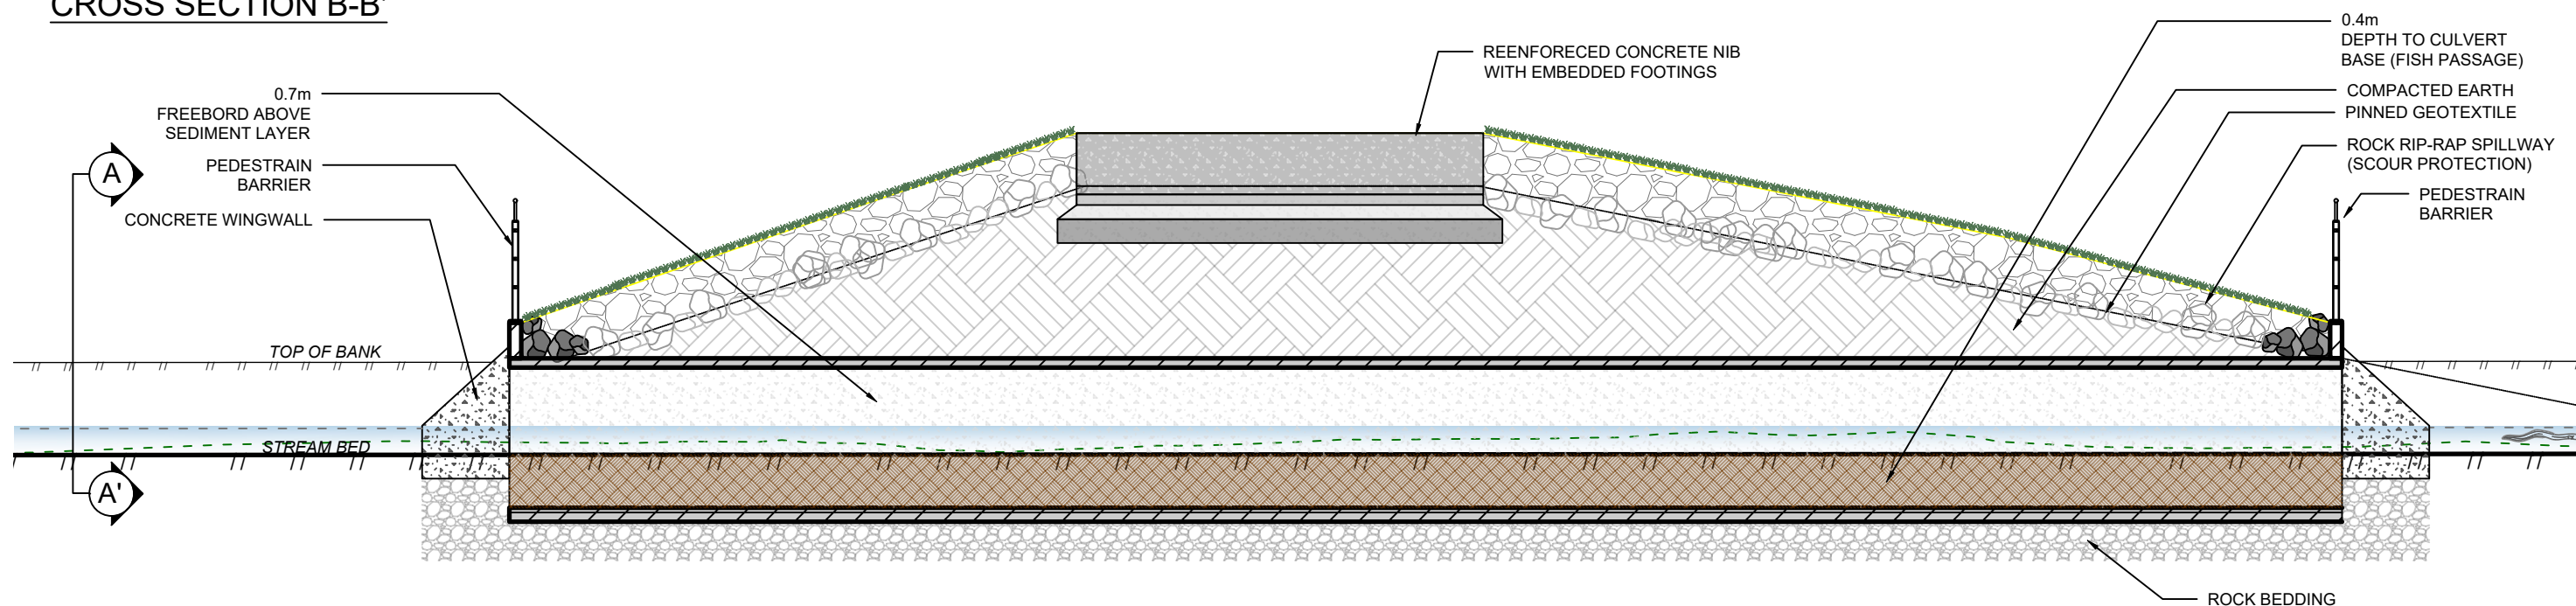 CROSS SECTION B-B'
0.7m
FREEBORD ABOVE
SEDIMENT LAYER
PEDESTRAIN
BARRIER
CONCRETE WINGWALL
A
A'
TOP OF BANK
STREAM BED
REENFORECED CONCRETE NIB
WITH EMBEDDED FOOTINGS
0.4m
DEPTH TO CULVERT
BASE (FISH PASSAGE)
COMPACTED EARTH
PINNED GEOTEXTILE
ROCK RIP-RAP SPILLWAY
(SCOUR PROTECTION)
PEDESTRAIN
BARRIER
ROCK BEDDING